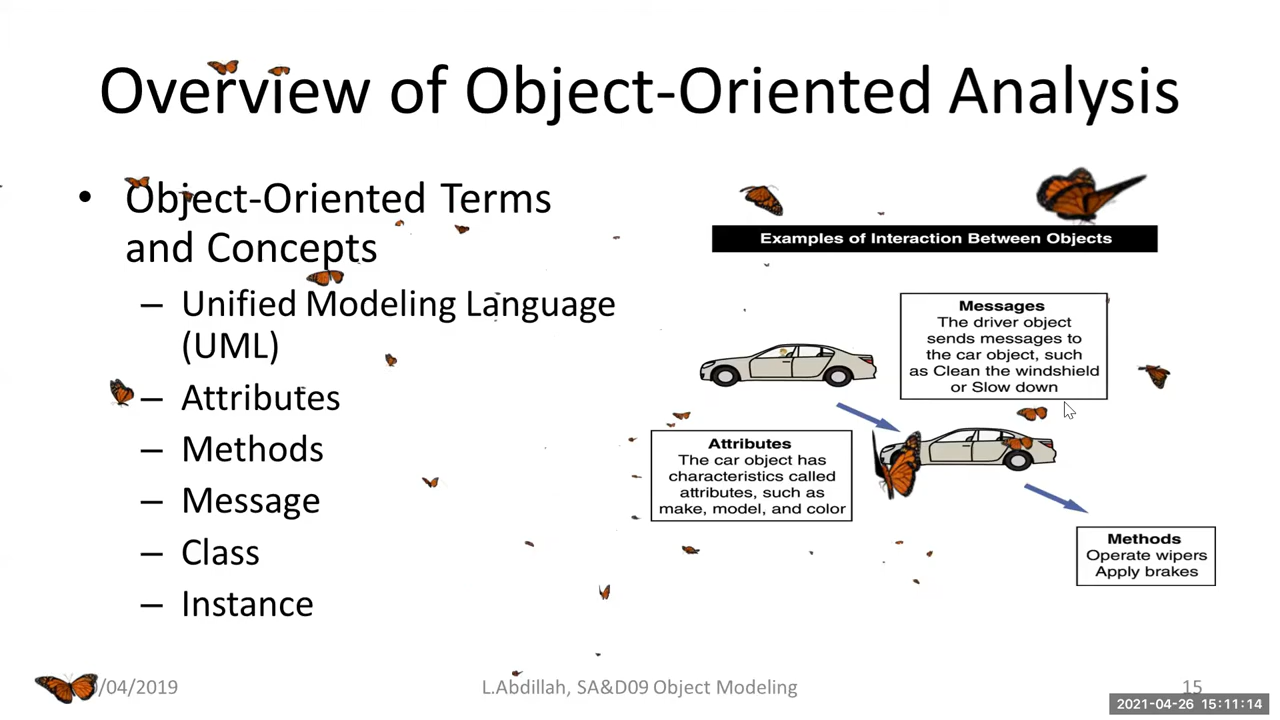 Overview of Object-Oriented Analysis
• Object-Oriented Terms
and Concepts
– Unified Modeling Language
(UML)
– Attributes
– Methods
– Message
– Class
– Instance
Examples of Interaction Between Objects
Messages
The driver object
sends messages to
the car object, such
as Clean the windshield
or Slow down
Attributes
The car object has
characteristics called
attributes, such as
make, model, and color
Methods
Operate wipers
Apply brakes
/04/2019
L.Abdillah, SA&D09 Object Modeling
15
2021-04-26 15:11:14